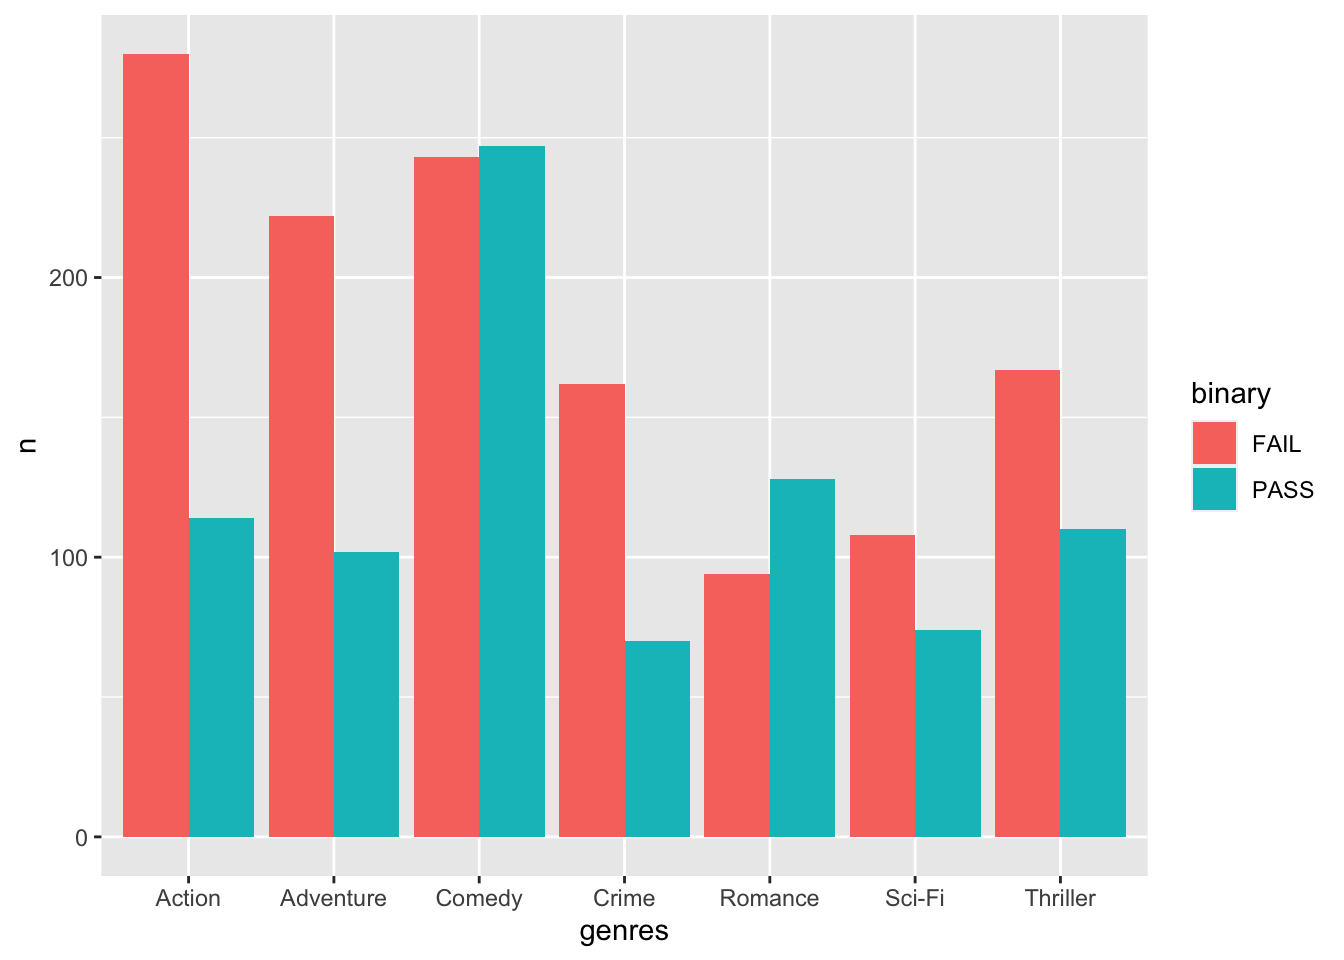 200
100
0
n
Action Adventure Comedy Crime Romance Sci-Fi Thriller
genres
binary
FAIL
PASS